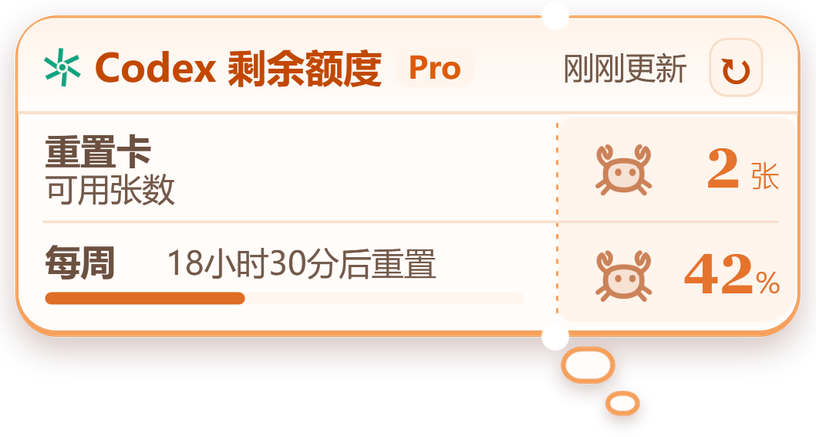 Codex 剩余额度 Pro 刚刚更新
重置卡
可用张数
2 张
每周 18小时30分后重置
42%